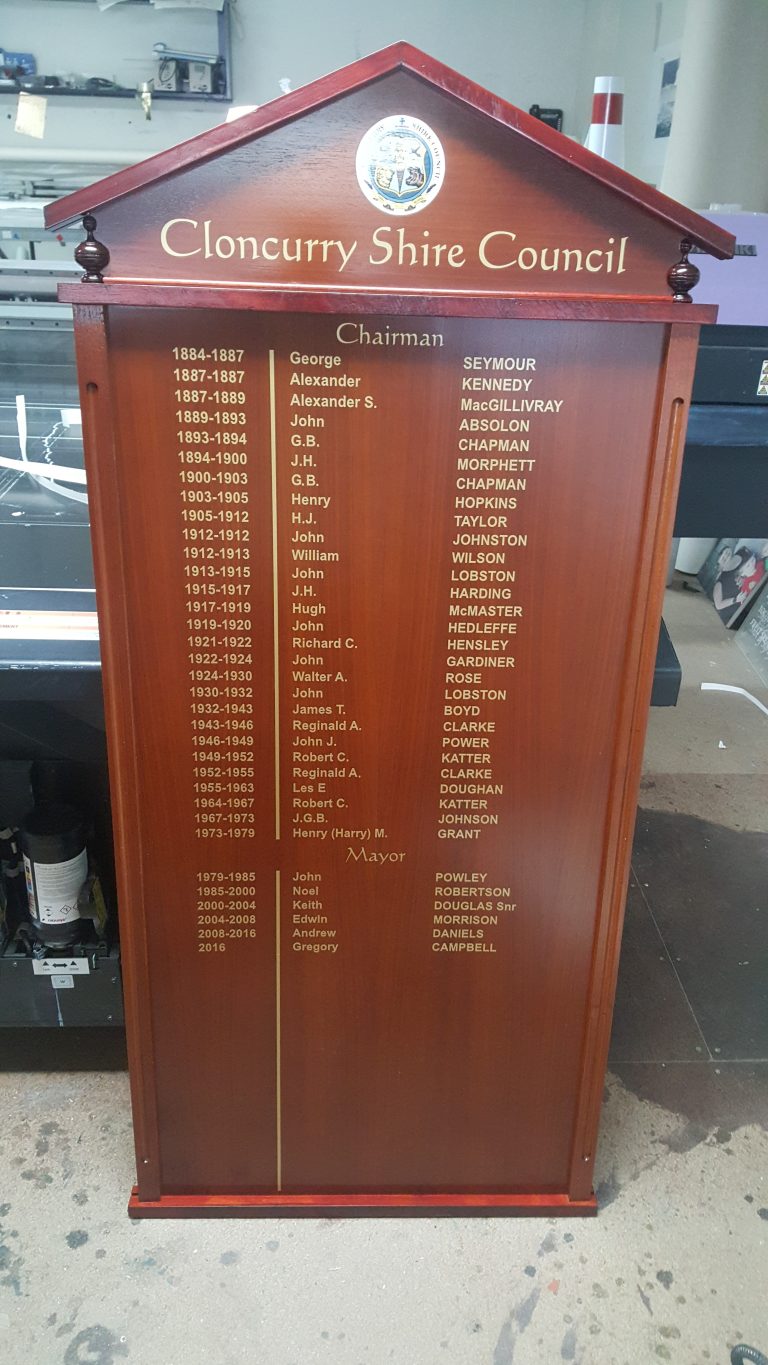 SHIRE COUNCIL
Cloncurry Shire Council
Chairman
1884-1887 George SEYMOUR
1887-1887 Alexander KENNEDY
1887-1889 Alexander S. MacGILLIVRAY
1889-1893 John ABSOLON
1893-1894 G.B. CHAPMAN
1894-1900 J.H. MORPHETT
1900-1903 G.B. CHAPMAN
1903-1905 Henry HOPKINS
1905-1912 H.J. TAYLOR
1912-1912 John JOHNSTON
1912-1913 William WILSON
1913-1915 John LOBSTON
1915-1917 J.H. HARDING
1917-1919 Hugh McMASTER
1919-1920 John HEDLEFFE
1921-1922 Richard C. HENSLEY
1922-1924 John GARDINER
1924-1930 Walter A. ROSE
1930-1932 John LOBSTON
1932-1943 James T. BOYD
1943-1946 Reginald A. CLARKE
1946-1949 John J. POWER
1949-1952 Robert C. KATTER
1952-1955 Reginald A. CLARKE
1955-1963 Les E DOUGHAN
1964-1967 Robert C. KATTER
1967-1973 J.G.B. JOHNSON
1973-1979 Henry (Harry) M. GRANT
Mayor
1979-1985 John POWLEY
1985-2000 Noel ROBERTSON
2000-2004 Keith DOUGLAS Snr
2004-2008 Edwin MORRISON
2008-2016 Andrew DANIELS
2016 Gregory CAMPBELL
W